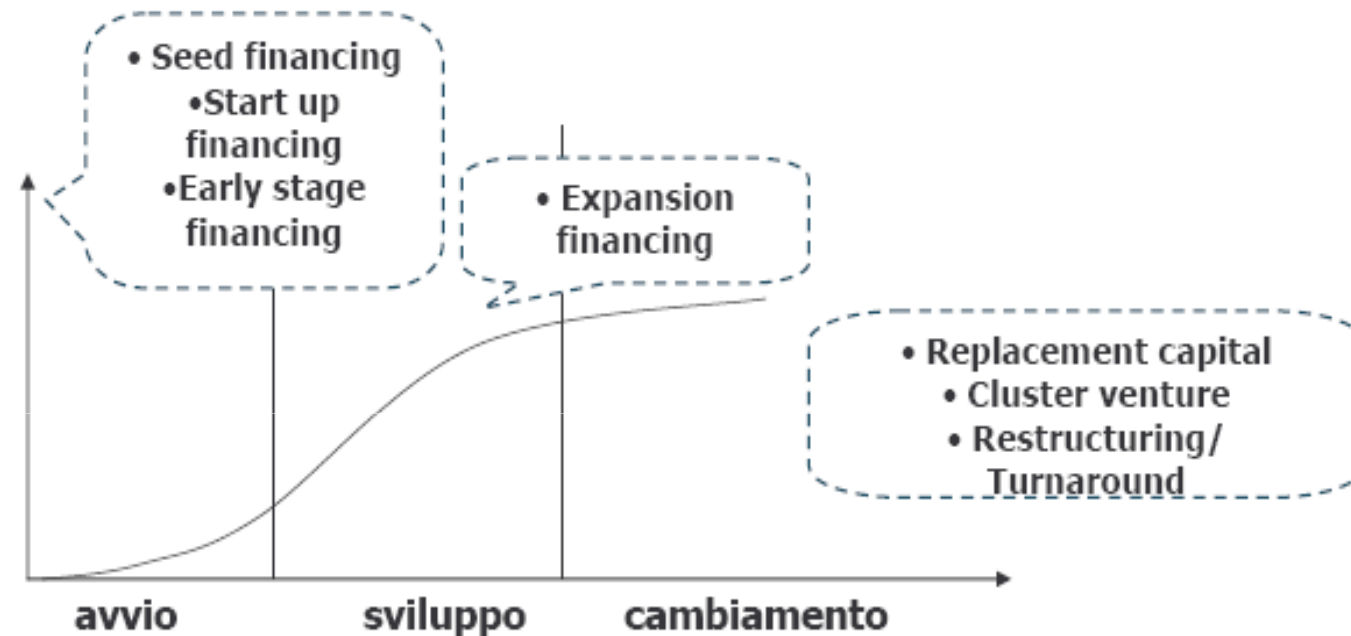 • Seed financing
•Start up
financing
•Early stage
financing
• Expansion
financing
• Replacement capital
• Cluster venture
• Restructuring/
Turnaround
avvio
sviluppo
cambiamento